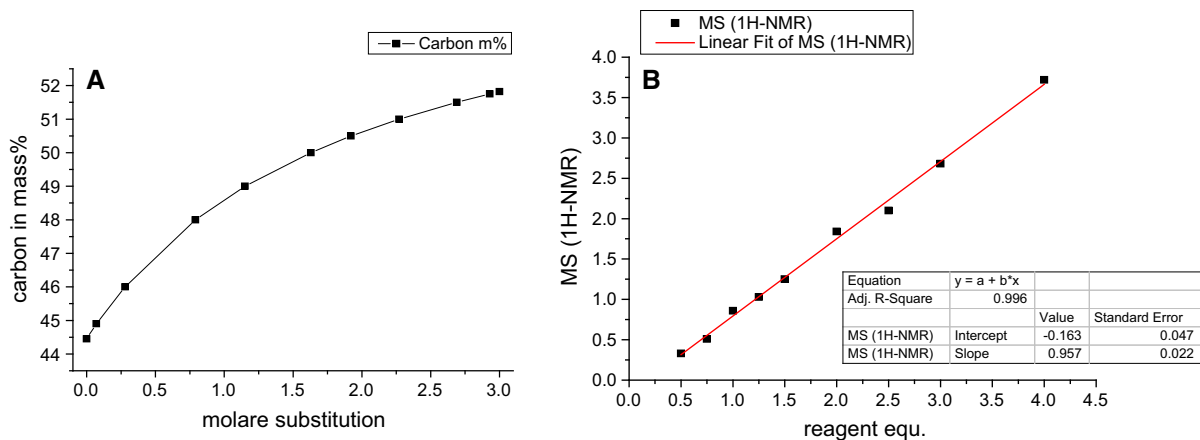 A
Carbon m%
carbon in mass%
52
51
50
49
48
47
46
45
44
0.0 0.5 1.0 1.5 2.0 2.5 3.0
molare substitution
B
MS (1H-NMR)
Linear Fit of MS (1H-NMR)
MS (1H-NMR)
4.0
3.5
3.0
2.5
2.0
1.5
1.0
0.5
0.0
Equation y = a + b*x
Adj. R-Square 0.996
Value Standard Error
MS (1H-NMR) Intercept -0.163 0.047
MS (1H-NMR) Slope 0.957 0.022
0.0 0.5 1.0 1.5 2.0 2.5 3.0 3.5 4.0 4.5
reagent equ.